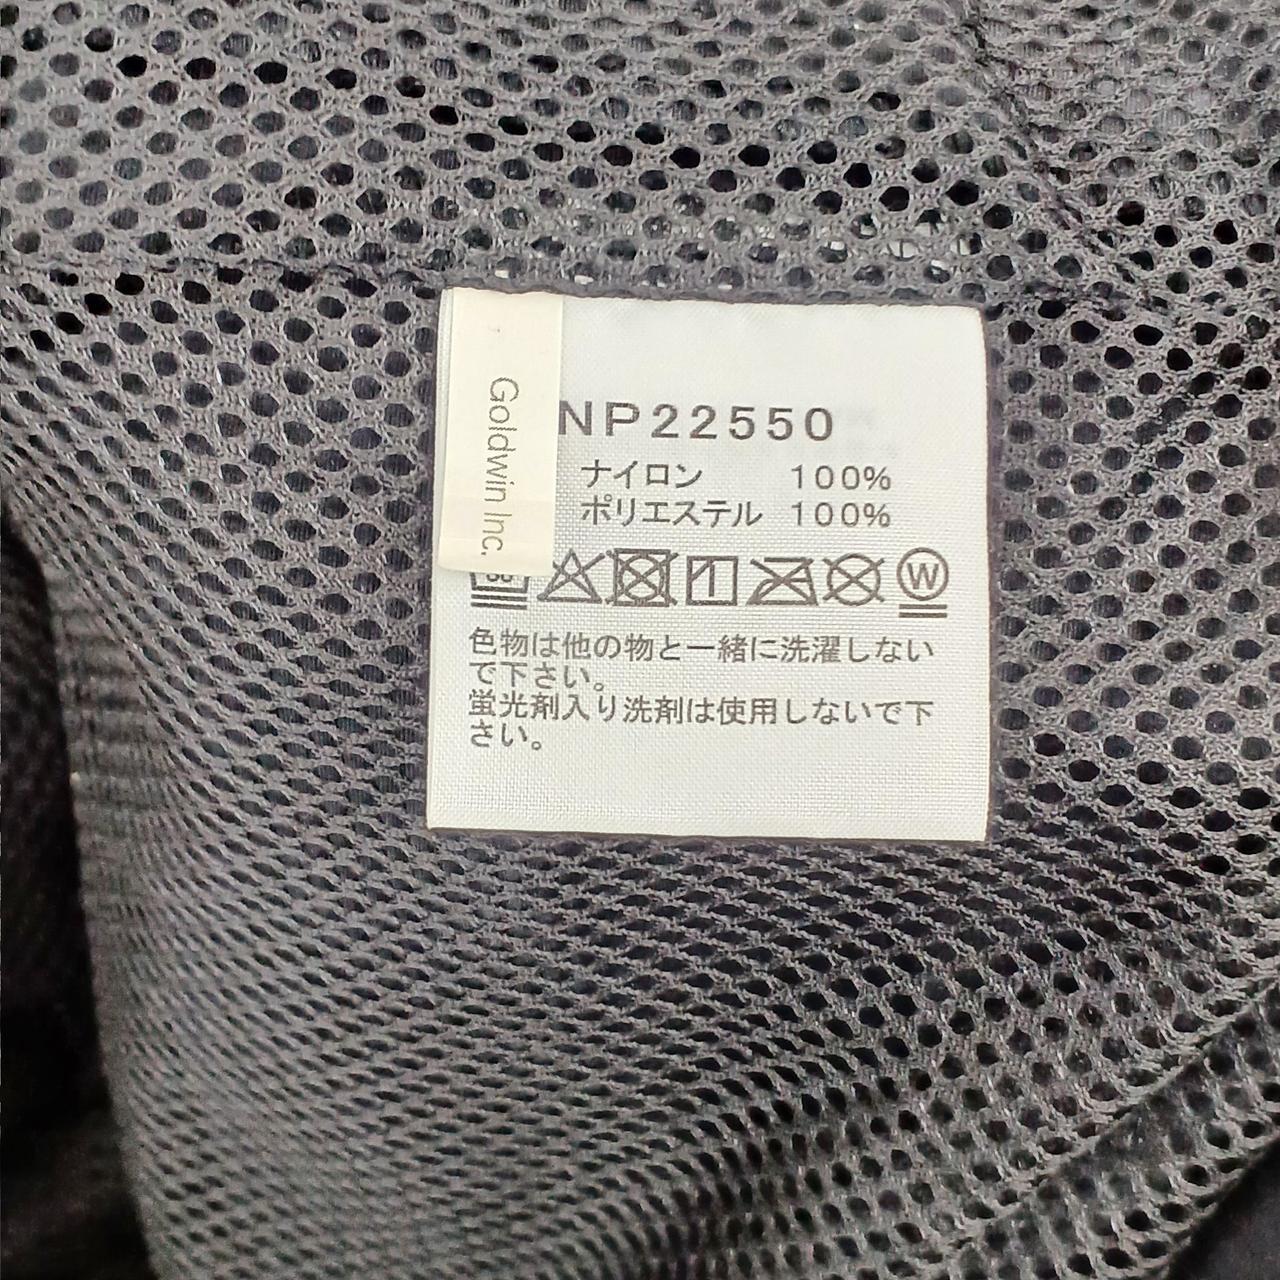 Goldwin Inc.
NP22550
ナイロン 100%
ポリエステル 100%
W
色物は他の物と一緒に洗濯しない
で下さい。
蛍光剤入り洗剤は使用しないで下
さい。